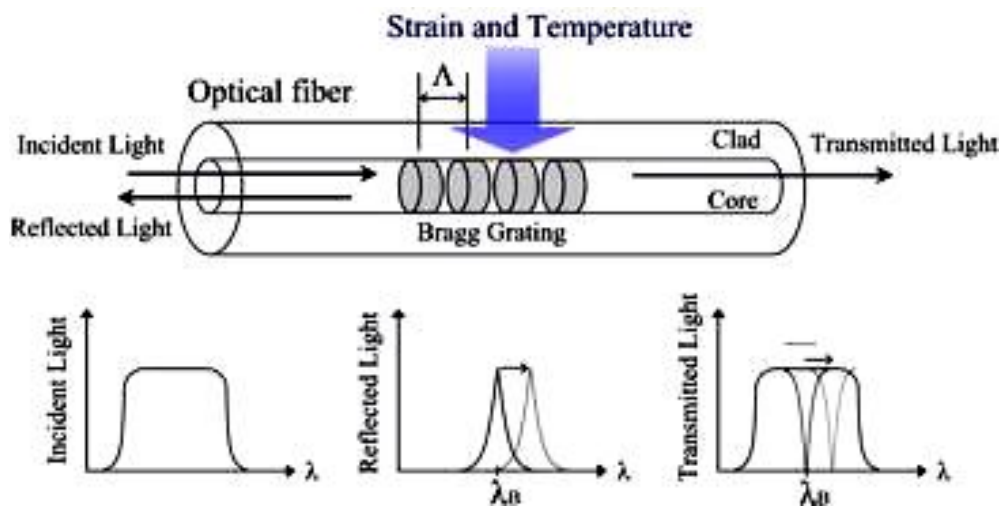 Strain and Temperature
Λ
Optical fiber
Incident Light
Clad
Transmitted Light
Reflected Light
Core
Bragg Grating
Incident Light
λ
Reflected Light
λ
λB
Transmitted Light
λ
λB